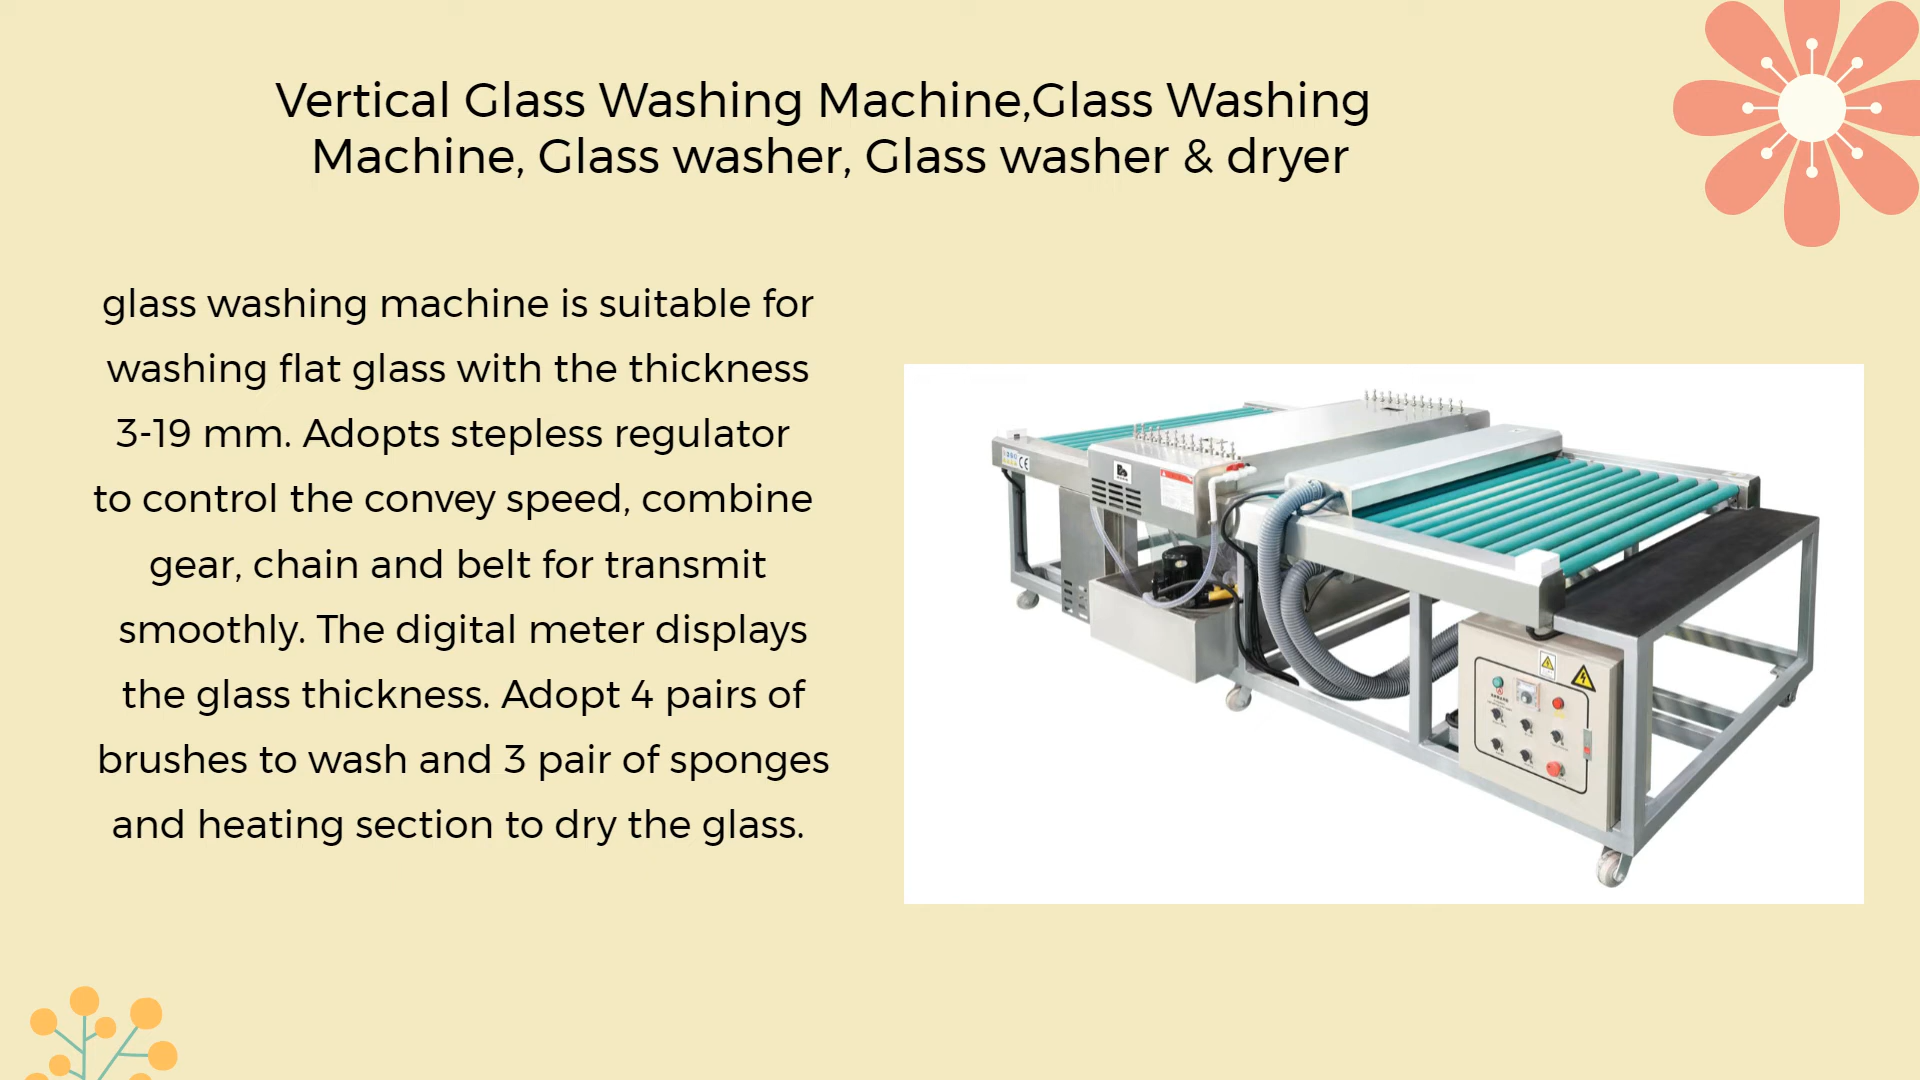 Vertical Glass Washing Machine,Glass Washing
Machine, Glass washer, Glass washer & dryer
glass washing machine is suitable for
washing flat glass with the thickness
3-19 mm. Adopts stepless regulator
to control the convey speed, combine
gear, chain and belt for transmit
smoothly. The digital meter displays
the glass thickness. Adopt 4 pairs of
brushes to wash and 3 pair of sponges
and heating section to dry the glass.
CE